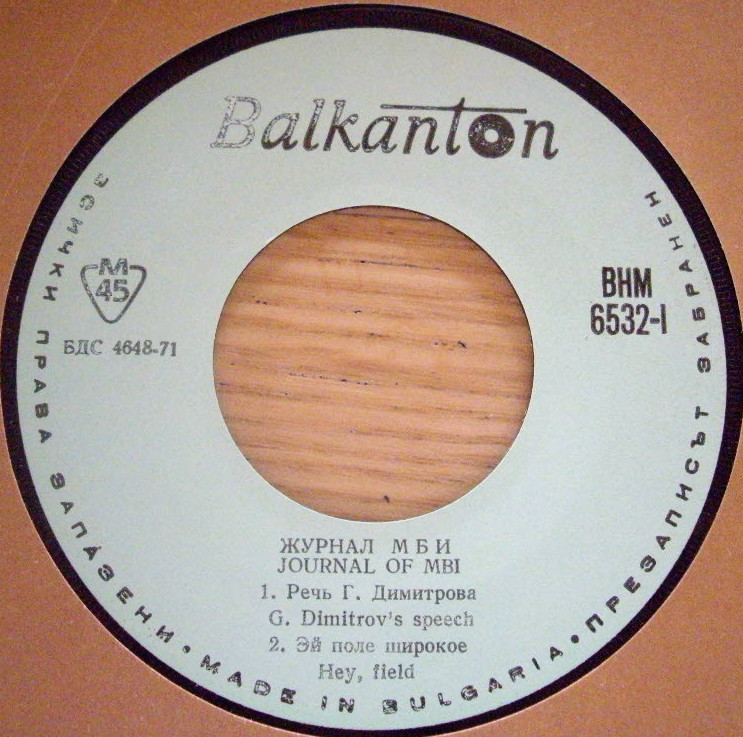 Balkanton
M
45
БДС 4648-71
ВНМ
6532-I
ЖУРНАЛ МБИ
JOURNAL OF MBI
1. Речь Г. Димитрова
G. Dimitrov's speech
2. Эй поле широкое
Hey, field
ВСИЧКИ ПРАВА ЗАПАЗЕНИ • MADE IN BULGARIA • ПРЕЗАПИСЪТ ЗАБРАНЕН